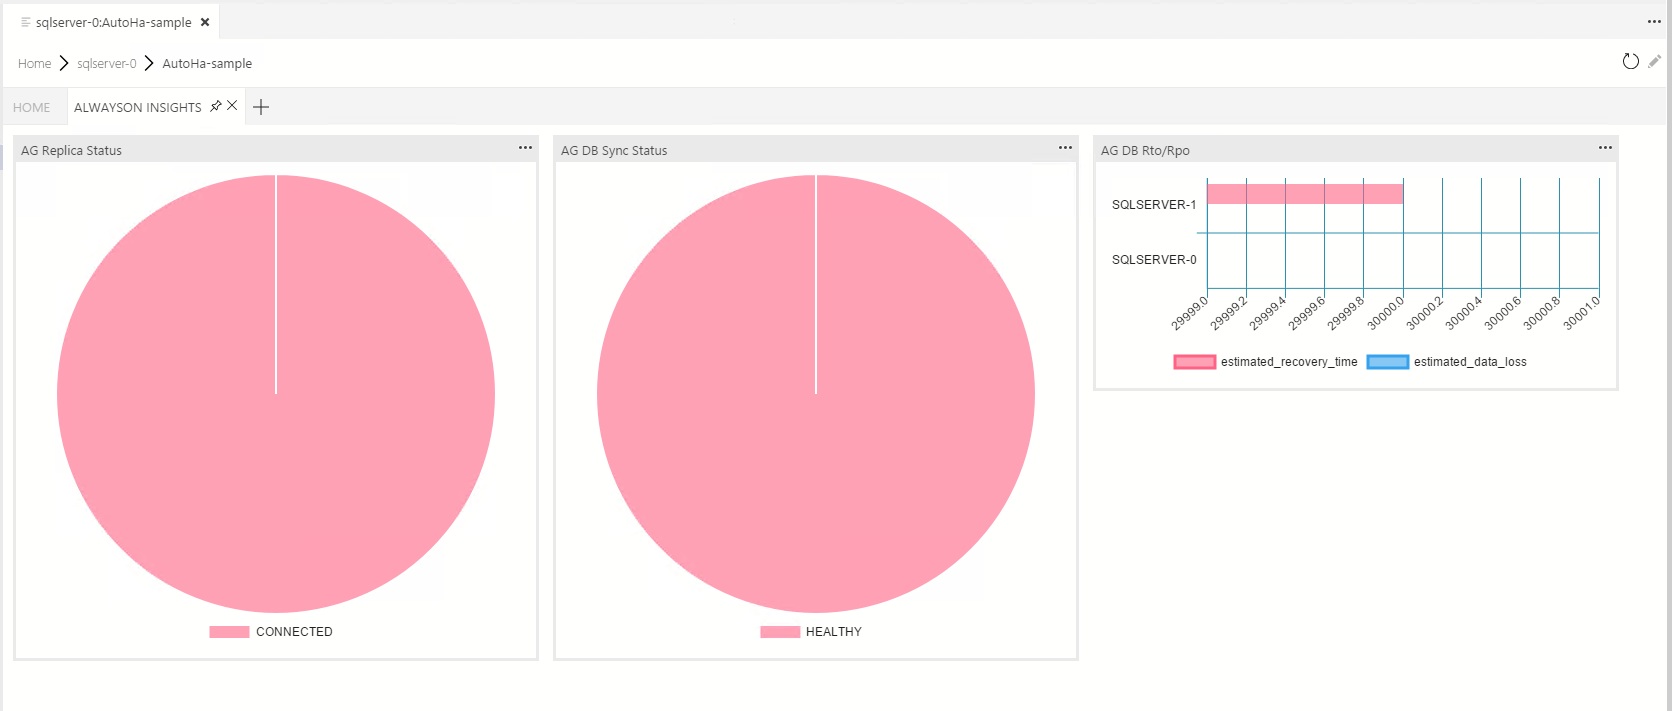 sqlserver-0:AutoHa-sample
Home sqlserver-0 AutoHa-sample
HOME ALWAYSON INSIGHTS
AG Replica Status
CONNECTED
AG DB Sync Status
HEALTHY
AG DB Rto/Rpo
SQLSERVER-1
SQLSERVER-0
29999.0 29999.2 29999.4 29999.6 29999.8 30000.0 30000.2 30000.4 30000.6 30000.8 30001.0
estimated_recovery_time estimated_data_loss